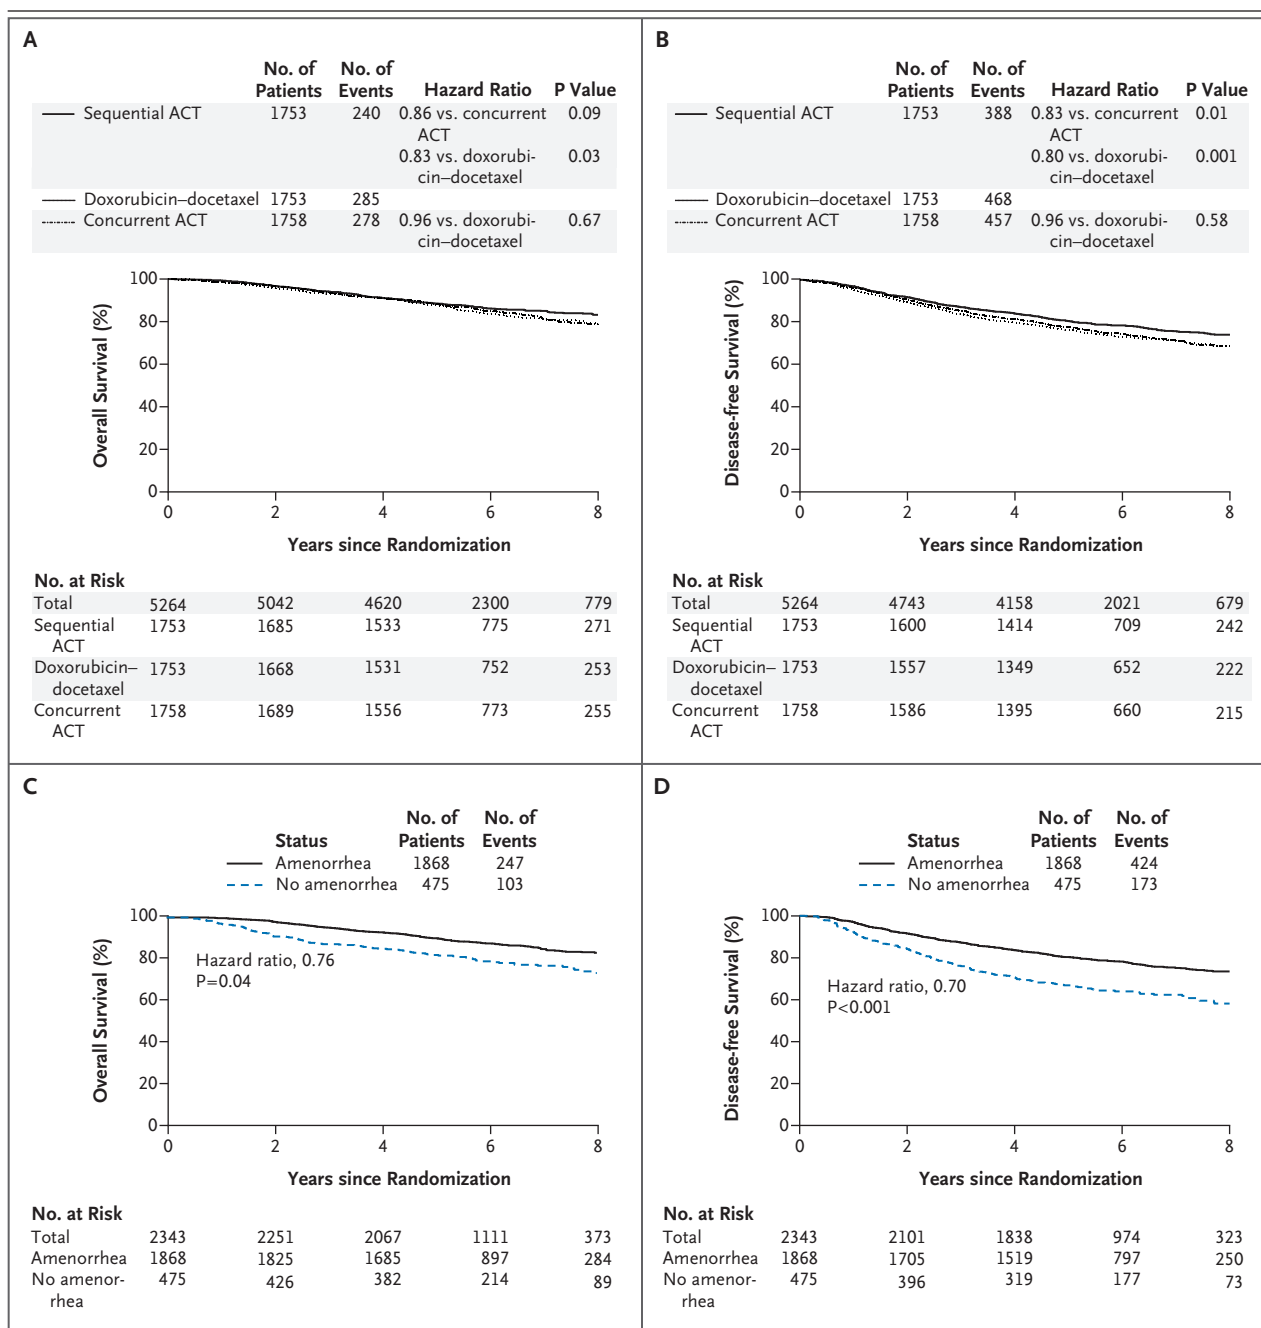 A
No. of No. of
Patients Events Hazard Ratio P Value
Sequential ACT 1753 240 0.86 vs. concurrent 0.09
ACT
0.83 vs. doxorubi- 0.03
cin–docetaxel
Doxorubicin–docetaxel 1753 285
Concurrent ACT 1758 278 0.96 vs. doxorubi- 0.67
cin–docetaxel
Overall Survival (%)
100
80
60
40
20
0
0 2 4 6 8
Years since Randomization
No. at Risk
Total 5264 5042 4620 2300 779
Sequential 1753 1685 1533 775 271
ACT
Doxorubicin– 1753 1668 1531 752 253
docetaxel
Concurrent 1758 1689 1556 773 255
ACT
B
No. of No. of
Patients Events Hazard Ratio P Value
Sequential ACT 1753 388 0.83 vs. concurrent 0.01
ACT
0.80 vs. doxorubi- 0.001
cin–docetaxel
Doxorubicin–docetaxel 1753 468
Concurrent ACT 1758 457 0.96 vs. doxorubi- 0.58
cin–docetaxel
Disease-free Survival (%)
100
80
60
40
20
0
0 2 4 6 8
Years since Randomization
No. at Risk
Total 5264 4743 4158 2021 679
Sequential 1753 1600 1414 709 242
ACT
Doxorubicin– 1753 1557 1349 652 222
docetaxel
Concurrent 1758 1586 1395 660 215
ACT
C
No. of No. of
Status Patients Events
Amenorrhea 1868 247
No amenorrhea 475 103
Overall Survival (%)
100
80
60
40
20
0
Hazard ratio, 0.76
P=0.04
0 2 4 6 8
Years since Randomization
No. at Risk
Total 2343 2251 2067 1111 373
Amenorrhea 1868 1825 1685 897 284
No amenor- 475 426 382 214 89
rhea
D
No. of No. of
Status Patients Events
Amenorrhea 1868 424
No amenorrhea 475 173
Disease-free Survival (%)
100
80
60
40
20
0
Hazard ratio, 0.70
P<0.001
0 2 4 6 8
Years since Randomization
No. at Risk
Total 2343 2101 1838 974 323
Amenorrhea 1868 1705 1519 797 250
No amenor- 475 396 319 177 73
rhea